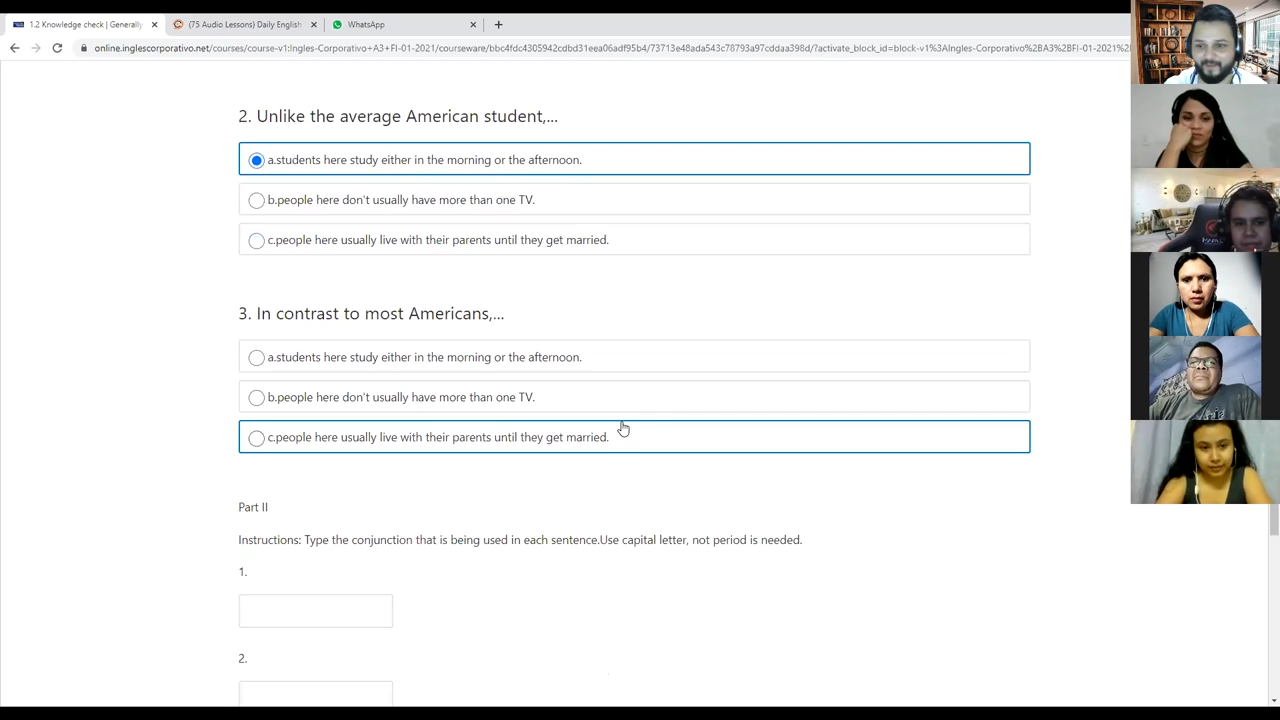 1.2 Knowledge check | Generally
(75 Audio Lessons) Daily English
WhatsApp
online.inglescorporativo.net/courses/course-v1:Ingles-Corporativo+A3+FI-01-2021/courseware/bbc4fdc4305942cdbd31eea06adf95b4/73713e48ada543c78793a97cddaa398d/?activate_block_id=block-v1%3AIngles-Corporativo%2BA3%2BFI-01-2021%2
2. Unlike the average American student,...
a.students here study either in the morning or the afternoon.
b.people here don't usually have more than one TV.
c.people here usually live with their parents until they get married.
3. In contrast to most Americans,...
a.students here study either in the morning or the afternoon.
b.people here don't usually have more than one TV.
c.people here usually live with their parents until they get married.
Part II
Instructions: Type the conjunction that is being used in each sentence.Use capital letter, not period is needed.
1.
2.